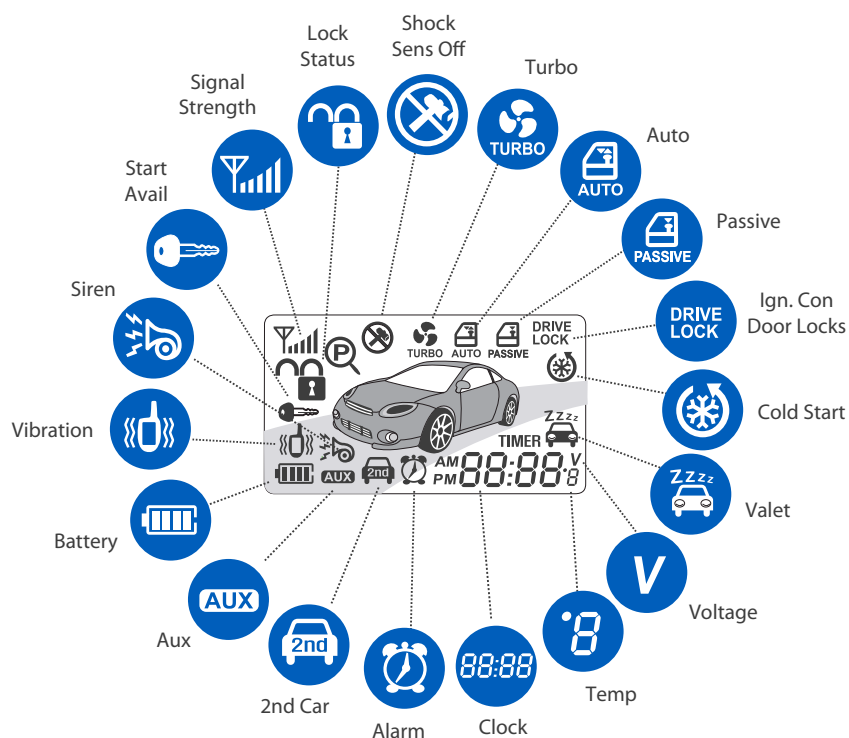 Shock
Sens Off
Lock
Status
Turbo
Signal
Strength
TURBO
Auto
AUTO
Start
Avail
Passive
PASSIVE
Siren
Ign. Con
Door Locks
DRIVE
LOCK
DRIVE
LOCK
P
TURBO
AUTO
PASSIVE
Cold Start
Vibration
TIMER
ZZZZ
AM
PM
88:88
V
8
AUX
2nd
ZZZZ
Valet
Battery
V
Voltage
AUX
Aux
2nd
2nd Car
Alarm
88:88
Clock
°8
Temp